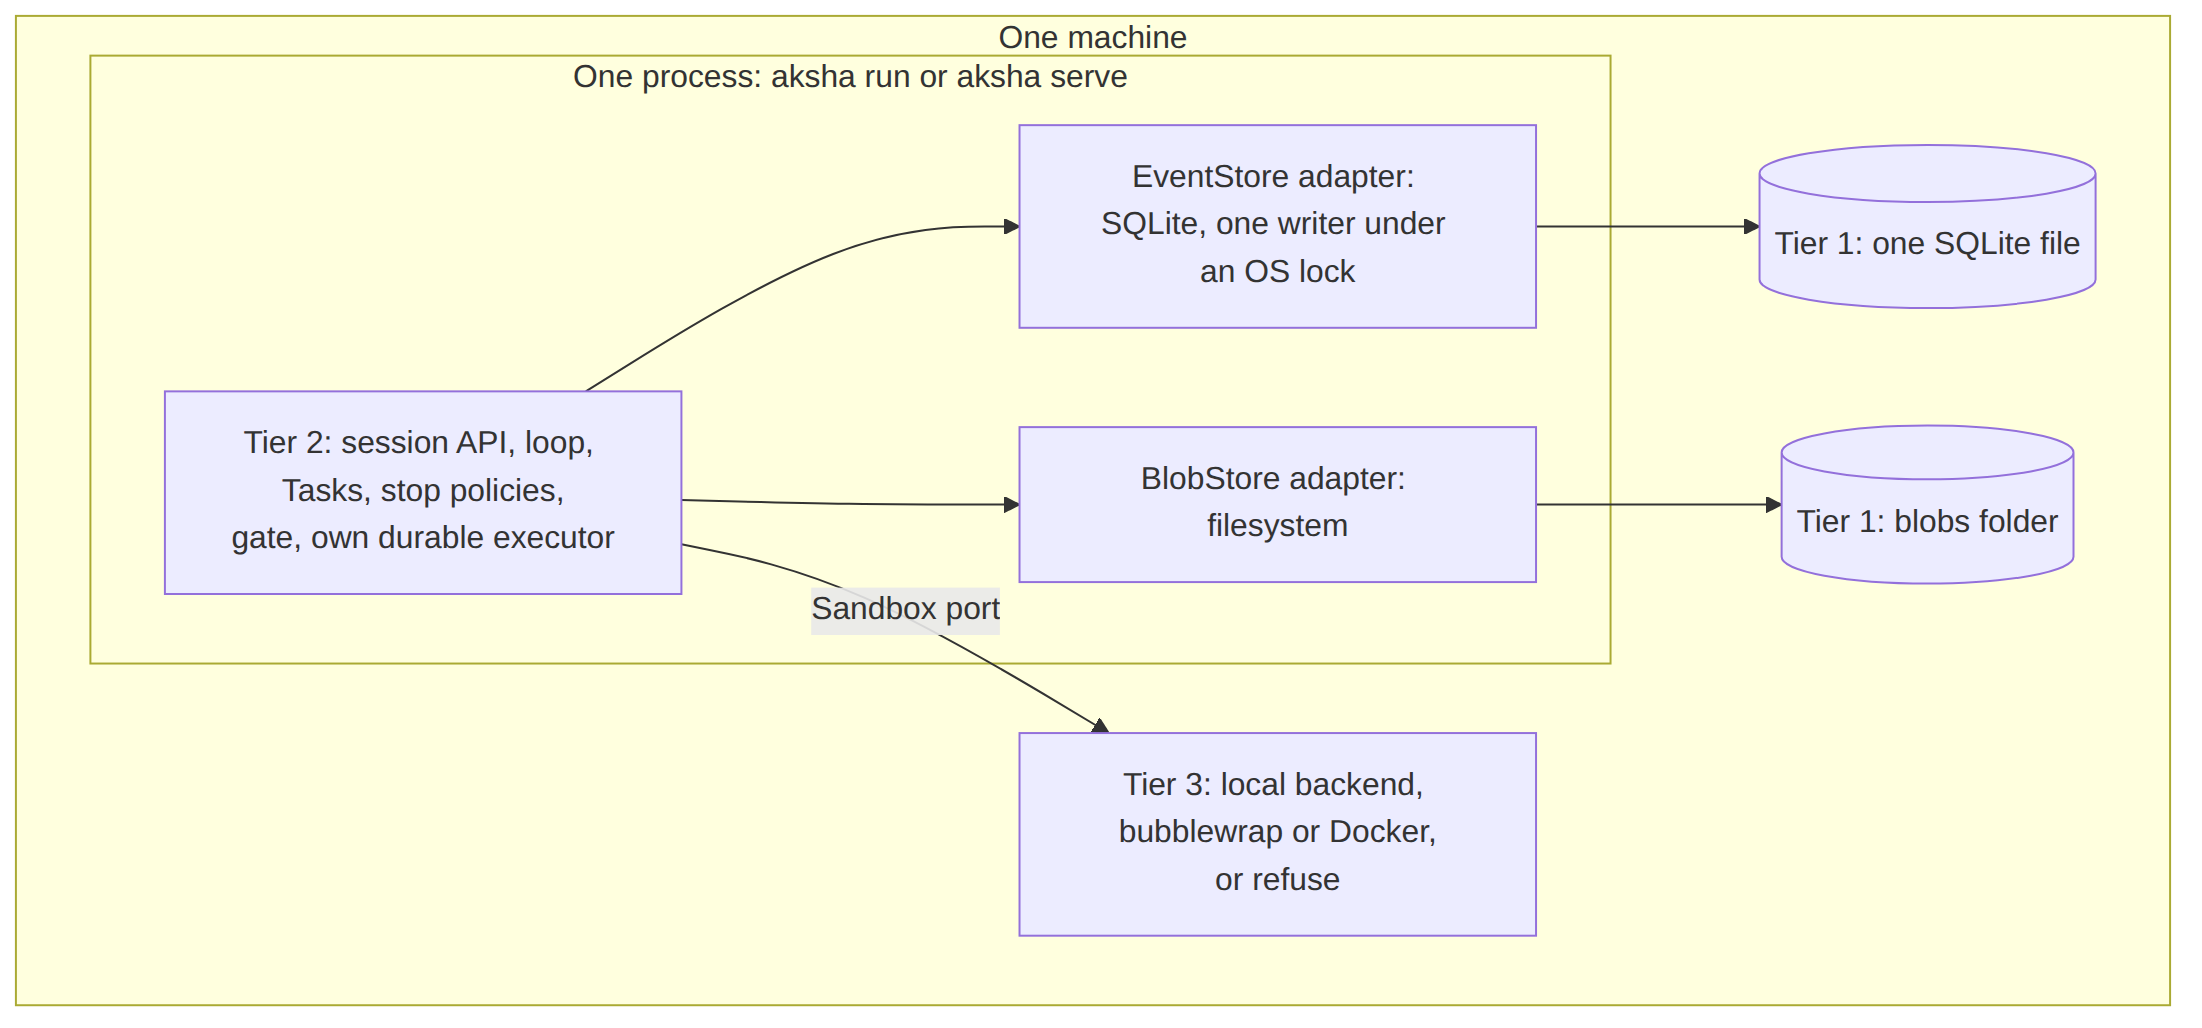 One machine
One process: aksha run or aksha serve
EventStore adapter:
SQLite, one writer under
an OS lock
Tier 1: one SQLite file
Tier 2: session API, loop,
Tasks, stop policies,
gate, own durable executor
BlobStore adapter:
filesystem
Tier 1: blobs folder
Sandbox port
Tier 3: local backend,
bubblewrap or Docker,
or refuse